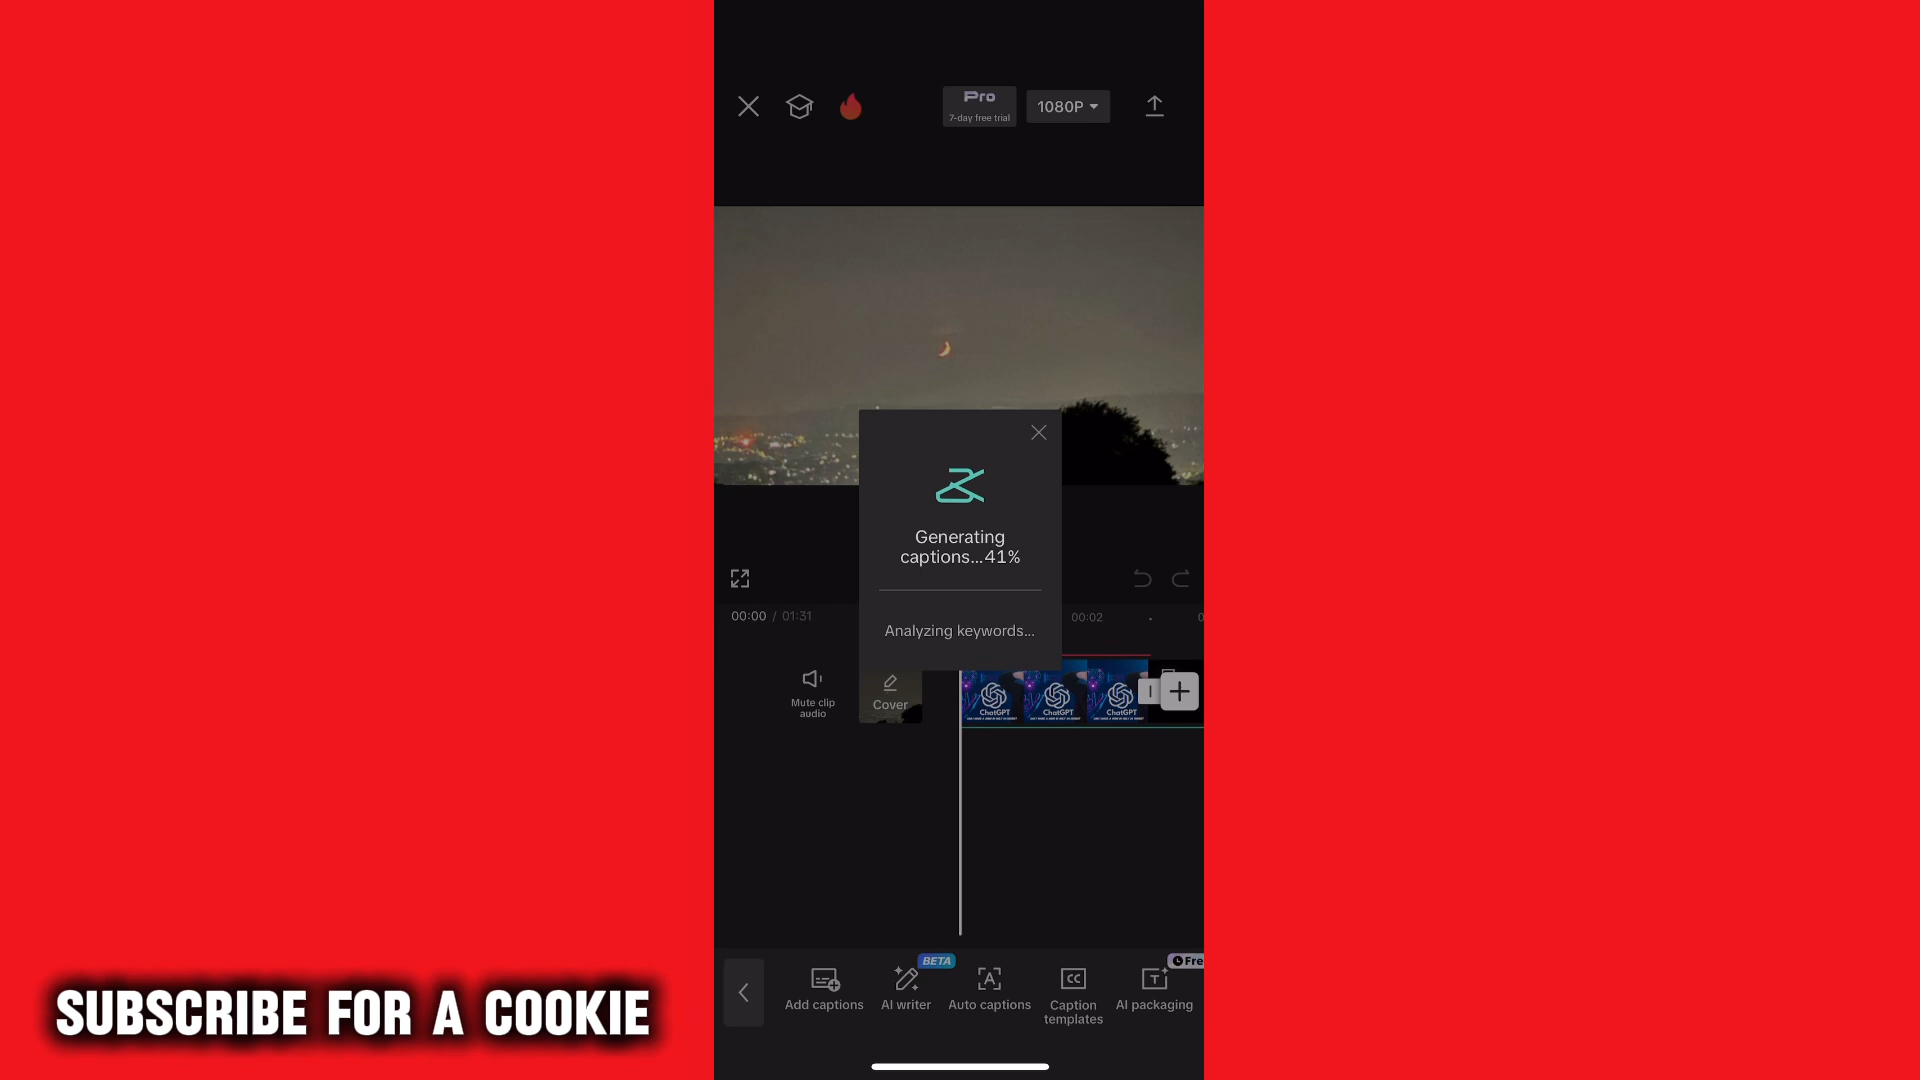 Pro
7-day free trial
1080P
Generating
captions...41%
Analyzing keywords...
00:00 / 01:31
00:02
Mute clip
audio
Cover
ChatGPT
ChatGPT
ChatGPT
BETA
Fre
Add captions
AI writer
Auto captions
CC
Caption
templates
AI packaging
SUBSCRIBE FOR A COOKIE